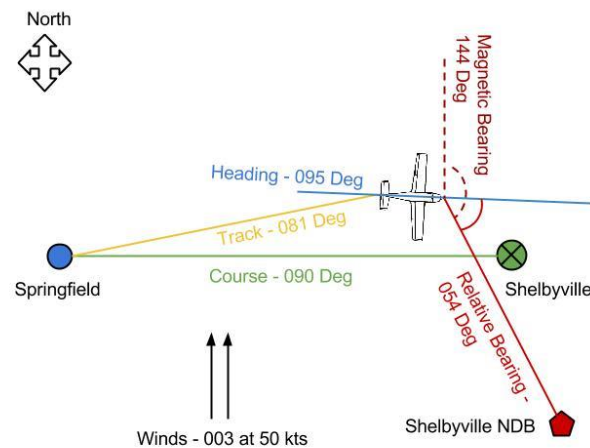 North
Magnetic Bearing
144 Deg
Heading - 095 Deg
Track - 081 Deg
Course - 090 Deg
Springfield
Shelbyville
Relative Bearing -
054 Deg
Shelbyville NDB
Winds - 003 at 50 kts